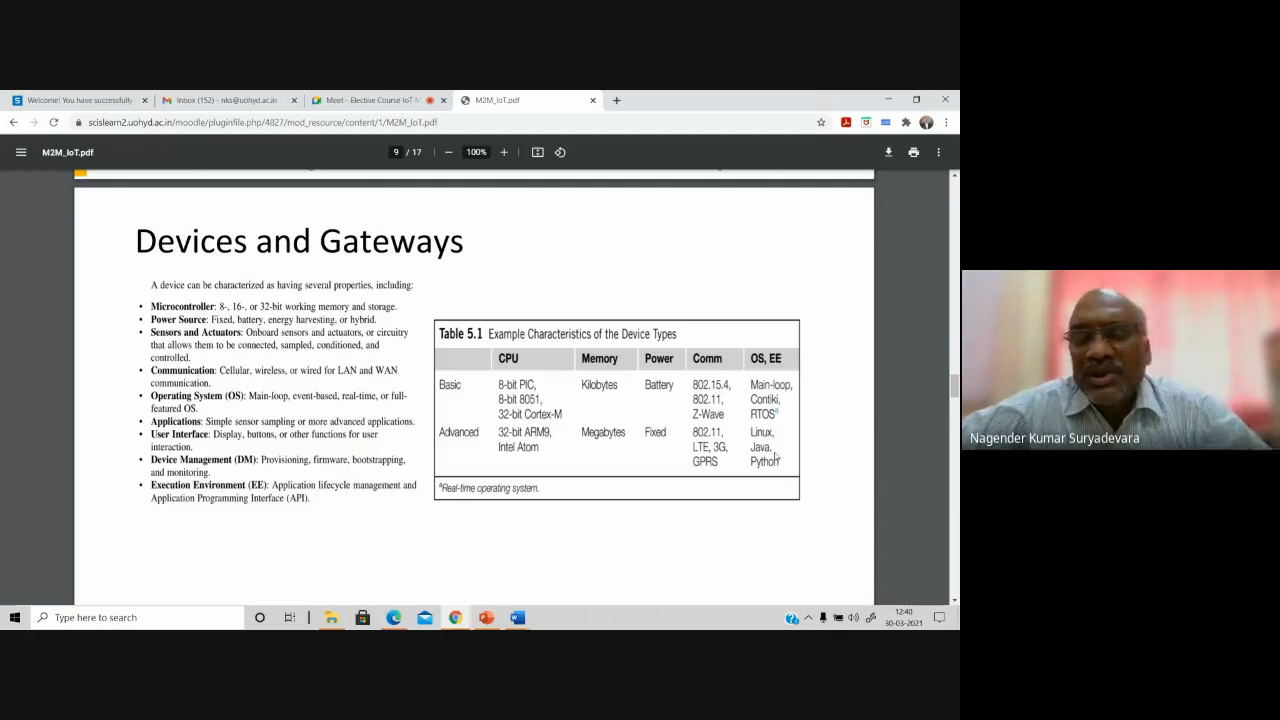 Welcome! You have successfully
Inbox (152) - nks@uohyd.ac.in
Meet - Elective Course IoT M
M2M_IoT.pdf
scislearn2.uohyd.ac.in/moodle/pluginfile.php/4827/mod_resource/content/1/M2M_IoT.pdf
M2M_IoT.pdf
9 / 17
100%
Devices and Gateways
A device can be characterized as having several properties, including:
• Microcontroller: 8-, 16-, or 32-bit working memory and storage.
• Power Source: Fixed, battery, energy harvesting, or hybrid.
• Sensors and Actuators: Onboard sensors and actuators, or circuitry
that allows them to be connected, sampled, conditioned, and
controlled.
• Communication: Cellular, wireless, or wired for LAN and WAN
communication.
• Operating System (OS): Main-loop, event-based, real-time, or full-
featured OS.
• Applications: Simple sensor sampling or more advanced applications.
• User Interface: Display, buttons, or other functions for user
interaction.
• Device Management (DM): Provisioning, firmware, bootstrapping,
and monitoring.
• Execution Environment (EE): Application lifecycle management and
Application Programming Interface (API).
Table 5.1 Example Characteristics of the Device Types
CPU Memory Power Comm OS, EE
Basic 8-bit PIC, Kilobytes Battery 802.15.4, Main-loop,
8-bit 8051, 802.11, Contiki,
32-bit Cortex-M Z-Wave RTOSa
Advanced 32-bit ARM9, Megabytes Fixed 802.11, Linux,
Intel Atom LTE, 3G, Java,
GPRS Python
aReal-time operating system.
Nagender Kumar Suryadevara
Type here to search
12:40
30-03-2021